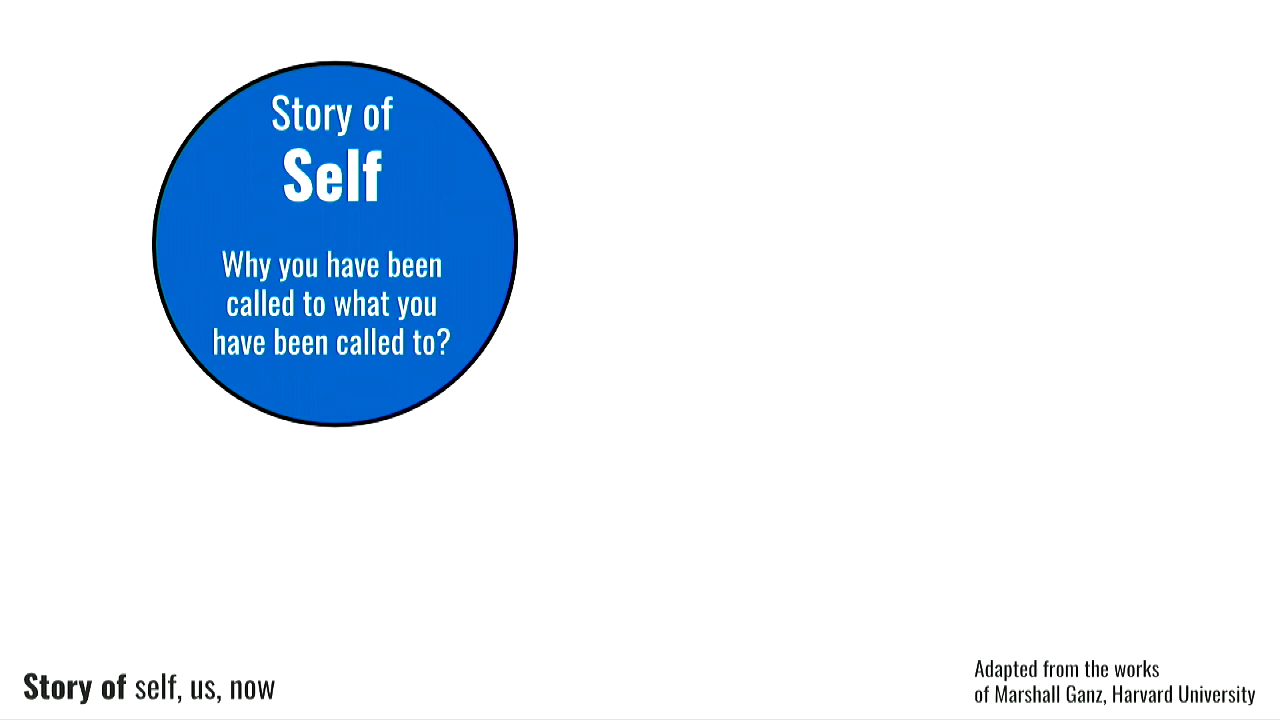 Story of
Self
Why you have been
called to what you
have been called to?
Story of self, us, now
Adapted from the works
of Marshall Ganz, Harvard University